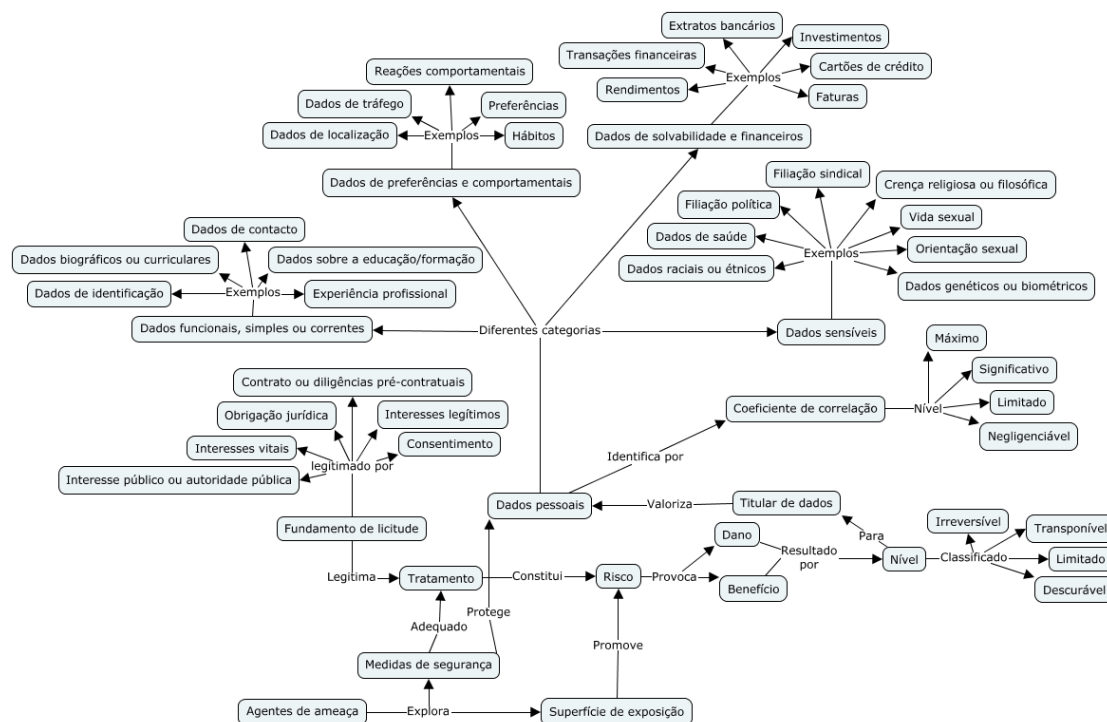 Extratos bancários
Investimentos
Transações financeiras
Cartões de crédito
Exemplos
Rendimentos
Faturas
Dados de solvabilidade e financeiros
Reações comportamentais
Dados de tráfego
Preferências
Dados de localização
Exemplos
Hábitos
Dados de preferências e comportamentais
Filiação sindical
Crença religiosa ou filosófica
Filiação política
Vida sexual
Dados de saúde
Orientação sexual
Exemplos
Dados raciais ou étnicos
Dados genéticos ou biométricos
Dados sensíveis
Dados de contacto
Dados biográficos ou curriculares
Dados sobre a educação/formação
Dados de identificação
Exemplos
Experiência profissional
Dados funcionais, simples ou correntes
Diferentes categorias
Máximo
Significativo
Coeficiente de correlação
Nível
Limitado
Negligenciável
Identifica por
Contrato ou diligências pré-contratuais
Obrigação jurídica
Interesses legítimos
Interesses vitais
Consentimento
legitimado por
Interesse público ou autoridade pública
Fundamento de licitude
Dados pessoais
Valoriza
Titular de dados
Legitima
Tratamento
Constitui
Risco
Provoca
Dano
Benefício
Resultado
por
Para
Nível
Classificado
Irreversível
Transponível
Limitado
Descurável
Adequado
Protege
Promove
Medidas de segurança
Agentes de ameaça
Explora
Superfície de exposição